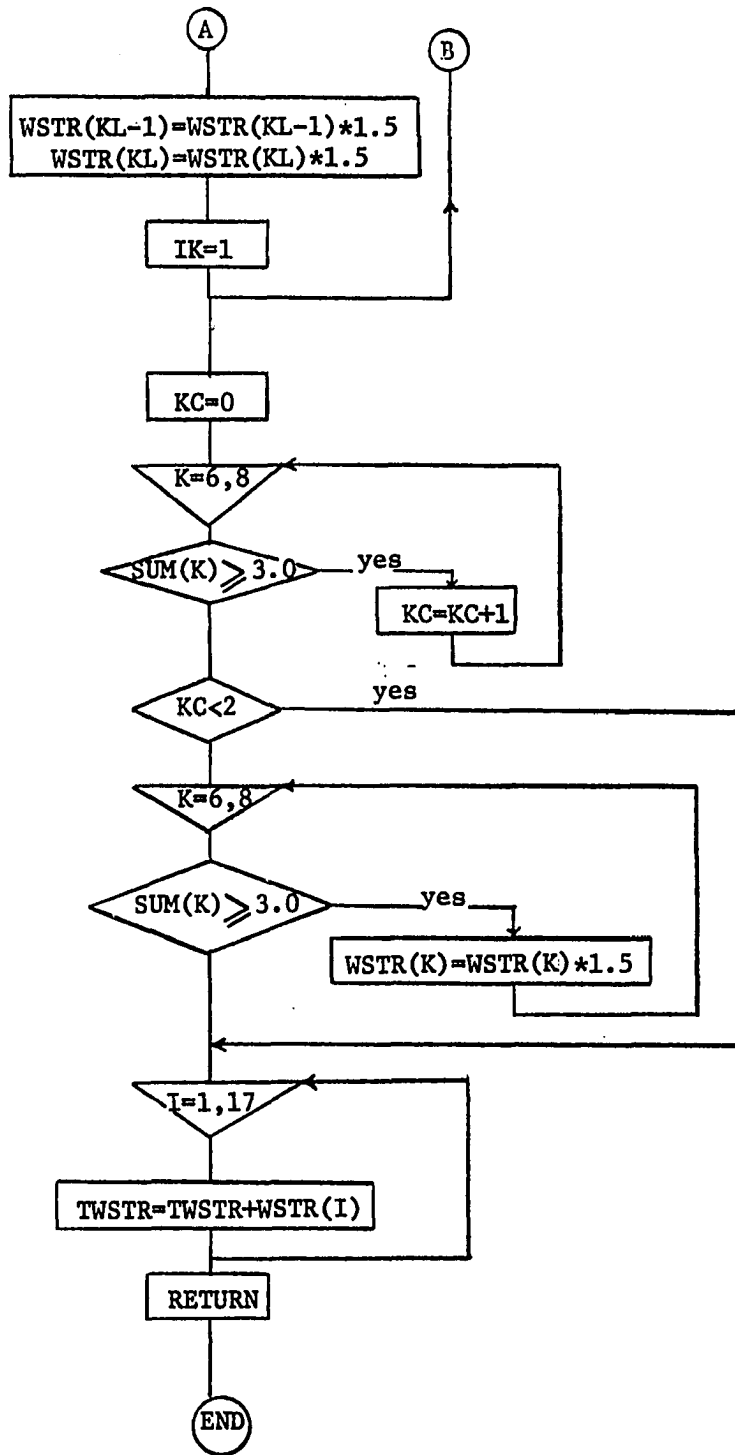 A
B
WSTR(KL-1)=WSTR(KL-1)*1.5
WSTR(KL)=WSTR(KL)*1.5
IK=1
KC=0
K=6,8
SUM(K) ≥ 3.0
yes
KC=KC+1
KC<2
yes
K=6,8
SUM(K) ≥ 3.0
yes
WSTR(K)=WSTR(K)*1.5
I=1,17
TWSTR=TWSTR+WSTR(I)
RETURN
END